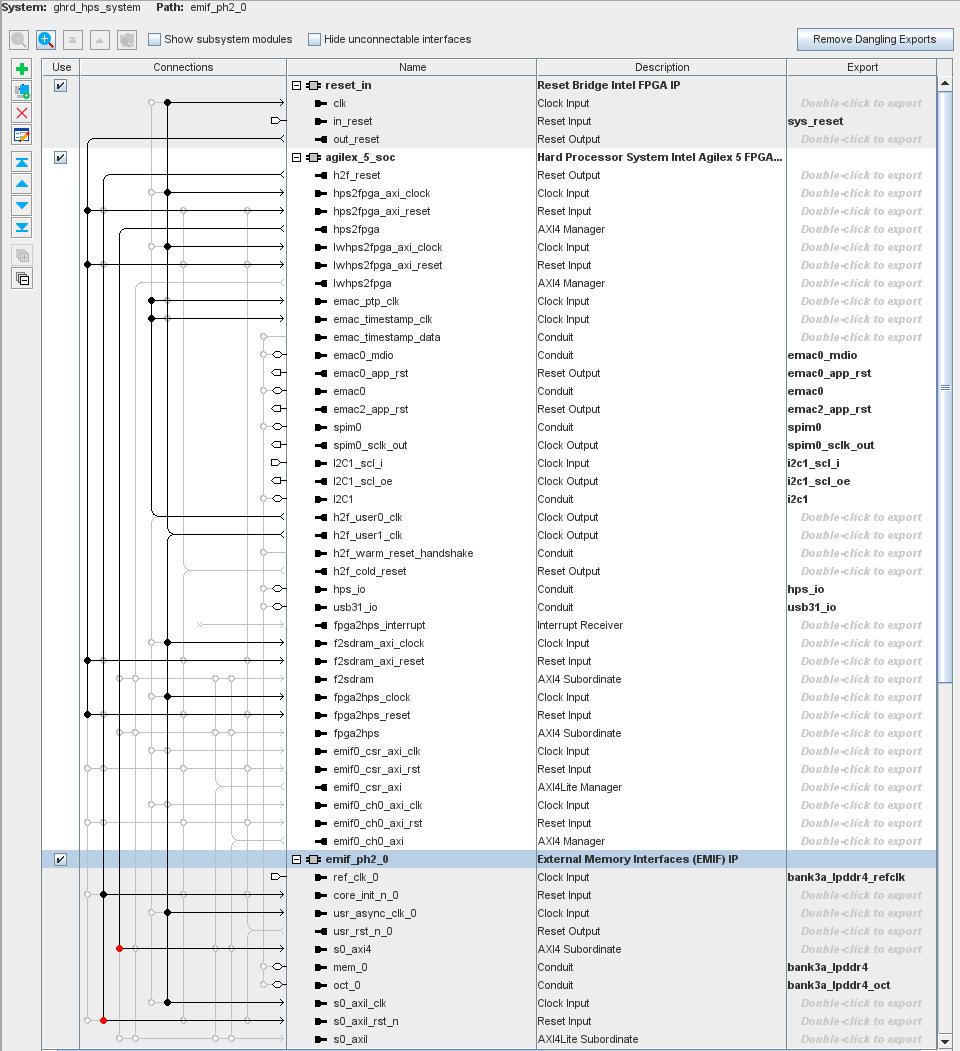 System: ghrd_hps_system Path: emif_ph2_0
Show subsystem modules Hide unconnectable interfaces Remove Dangling Exports
Use Connections Name Description Export
reset_in Reset Bridge Intel FPGA IP
clk Clock Input Double-click to export
in_reset Reset Input sys_reset
out_reset Reset Output Double-click to export
agilex_5_soc Hard Processor System Intel Agilex 5 FPGA...
h2f_reset Reset Output Double-click to export
hps2fpga_axi_clock Clock Input Double-click to export
hps2fpga_axi_reset Reset Input Double-click to export
hps2fpga AXI4 Manager Double-click to export
lwhps2fpga_axi_clock Clock Input Double-click to export
lwhps2fpga_axi_reset Reset Input Double-click to export
lwhps2fpga AXI4 Manager Double-click to export
emac_ptp_clk Clock Input Double-click to export
emac_timestamp_clk Clock Input Double-click to export
emac_timestamp_data Conduit Double-click to export
emac0_mdio Conduit emac0_mdio
emac0_app_rst Reset Output emac0_app_rst
emac0 Conduit emac0
emac2_app_rst Reset Output emac2_app_rst
spim0 Conduit spim0
spim0_sclk_out Clock Output spim0_sclk_out
I2C1_scl_i Clock Input i2c1_scl_i
I2C1_scl_oe Clock Output i2c1_scl_oe
I2C1 Conduit i2c1
h2f_user0_clk Clock Output Double-click to export
h2f_user1_clk Clock Output Double-click to export
h2f_warm_reset_handshake Conduit Double-click to export
h2f_cold_reset Reset Output Double-click to export
hps_io Conduit hps_io
usb31_io Conduit usb31_io
fpga2hps_interrupt Interrupt Receiver Double-click to export
f2sdram_axi_clock Clock Input Double-click to export
f2sdram_axi_reset Reset Input Double-click to export
f2sdram AXI4 Subordinate Double-click to export
fpga2hps_clock Clock Input Double-click to export
fpga2hps_reset Reset Input Double-click to export
fpga2hps AXI4 Subordinate Double-click to export
emif0_csr_axi_clk Clock Input Double-click to export
emif0_csr_axi_rst Reset Input Double-click to export
emif0_csr_axi AXI4Lite Manager Double-click to export
emif0_ch0_axi_clk Clock Input Double-click to export
emif0_ch0_axi_rst Reset Input Double-click to export
emif0_ch0_axi AXI4 Manager Double-click to export
emif_ph2_0 External Memory Interfaces (EMIF) IP
ref_clk_0 Clock Input bank3a_lpddr4_refclk
core_init_n_0 Reset Input Double-click to export
usr_async_clk_0 Clock Input Double-click to export
usr_rst_n_0 Reset Output Double-click to export
s0_axi4 AXI4 Subordinate Double-click to export
mem_0 Conduit bank3a_lpddr4
oct_0 Conduit bank3a_lpddr4_oct
s0_axil_clk Clock Input Double-click to export
s0_axil_rst_n Reset Input Double-click to export
s0_axil AXI4Lite Subordinate Double-click to export